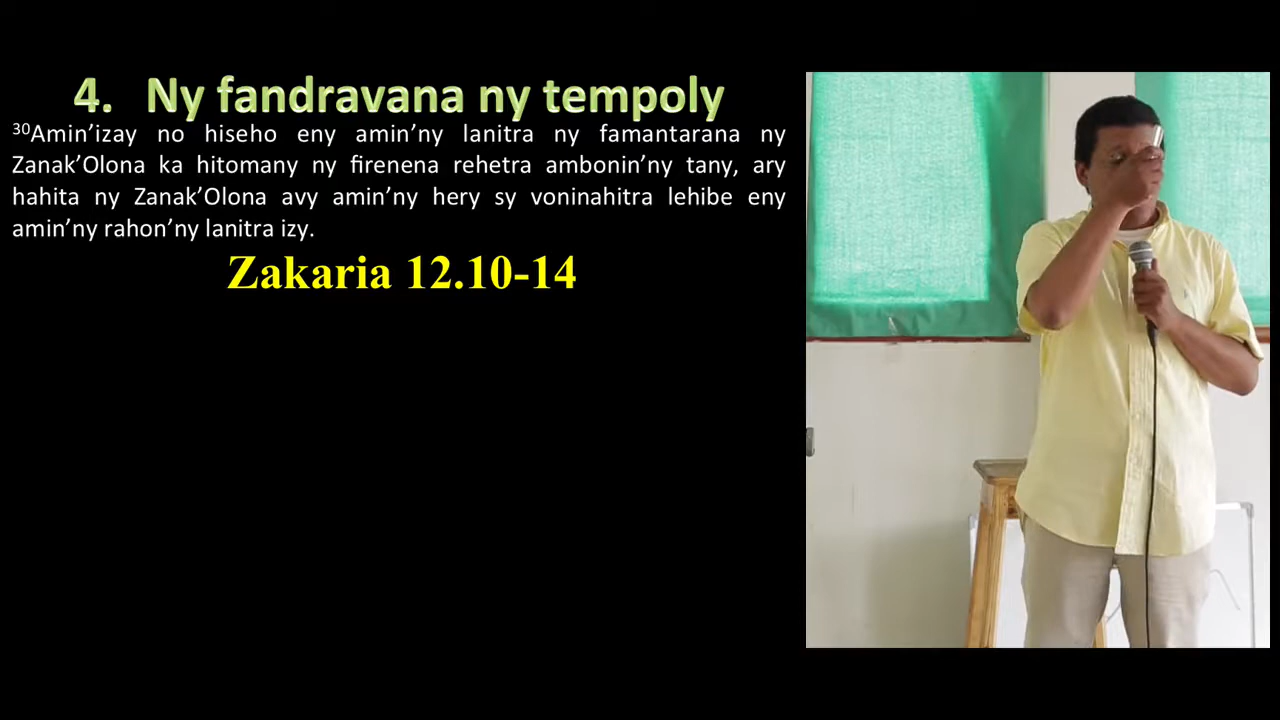 4. Ny fandravana ny tempoly
30Amin’izay no hiseho eny amin’ny lanitra ny famantarana ny
Zanak’Olona ka hitomany ny firenena rehetra ambonin’ny tany, ary
hahita ny Zanak’Olona avy amin’ny hery sy voninahitra lehibe eny
amin’ny rahon’ny lanitra izy.
Zakaria 12.10-14